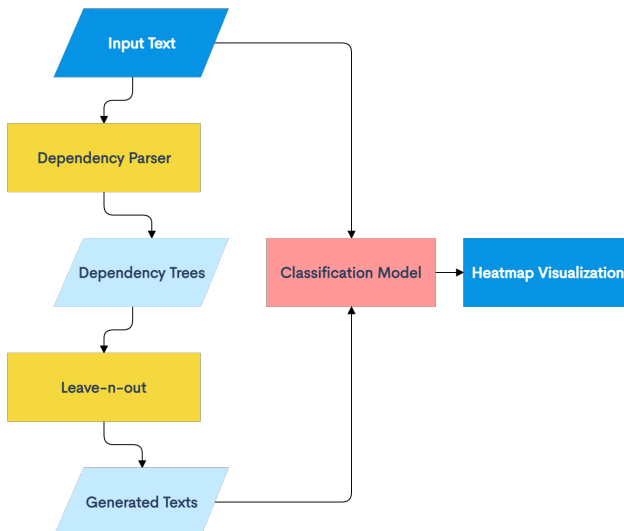 Input Text
Dependency Parser
Dependency Trees
Classification Model
Heatmap Visualization
Leave-n-out
Generated Texts